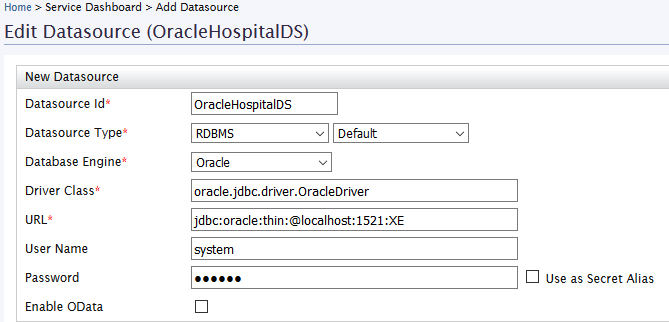 Home > Service Dashboard > Add Datasource
Edit Datasource (OracleHospitalDS)
New Datasource
Datasource Id* OracleHospitalDS
Datasource Type* RDBMS Default
Database Engine* Oracle
Driver Class* oracle.jdbc.driver.OracleDriver
URL* jdbc:oracle:thin:@localhost:1521:XE
User Name system
Password ●●●●●● Use as Secret Alias
Enable OData